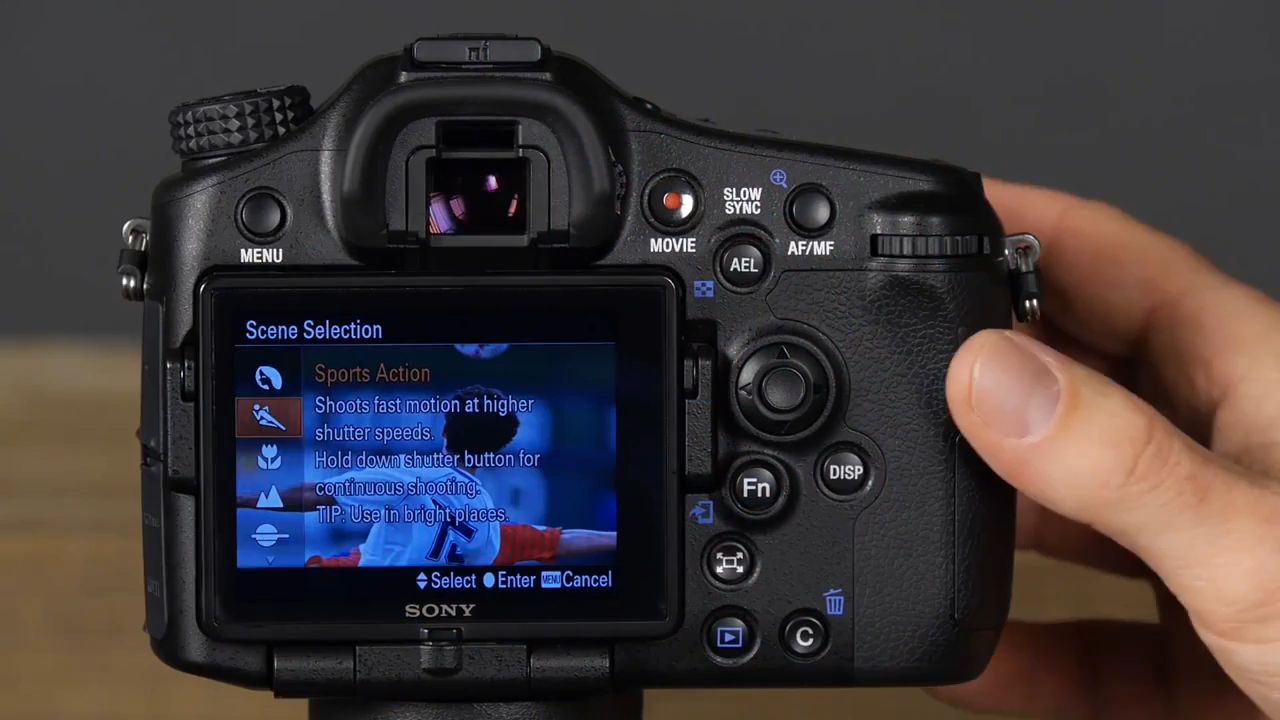 MENU
MOVIE
SLOW
SYNC
AF/MF
AEL
Scene Selection
Sports Action
Shoots fast motion at higher
shutter speeds.
Hold down shutter button for
continuous shooting.
TIP: Use in bright places.
Select Enter MENU Cancel
SONY
Fn
DISP
C